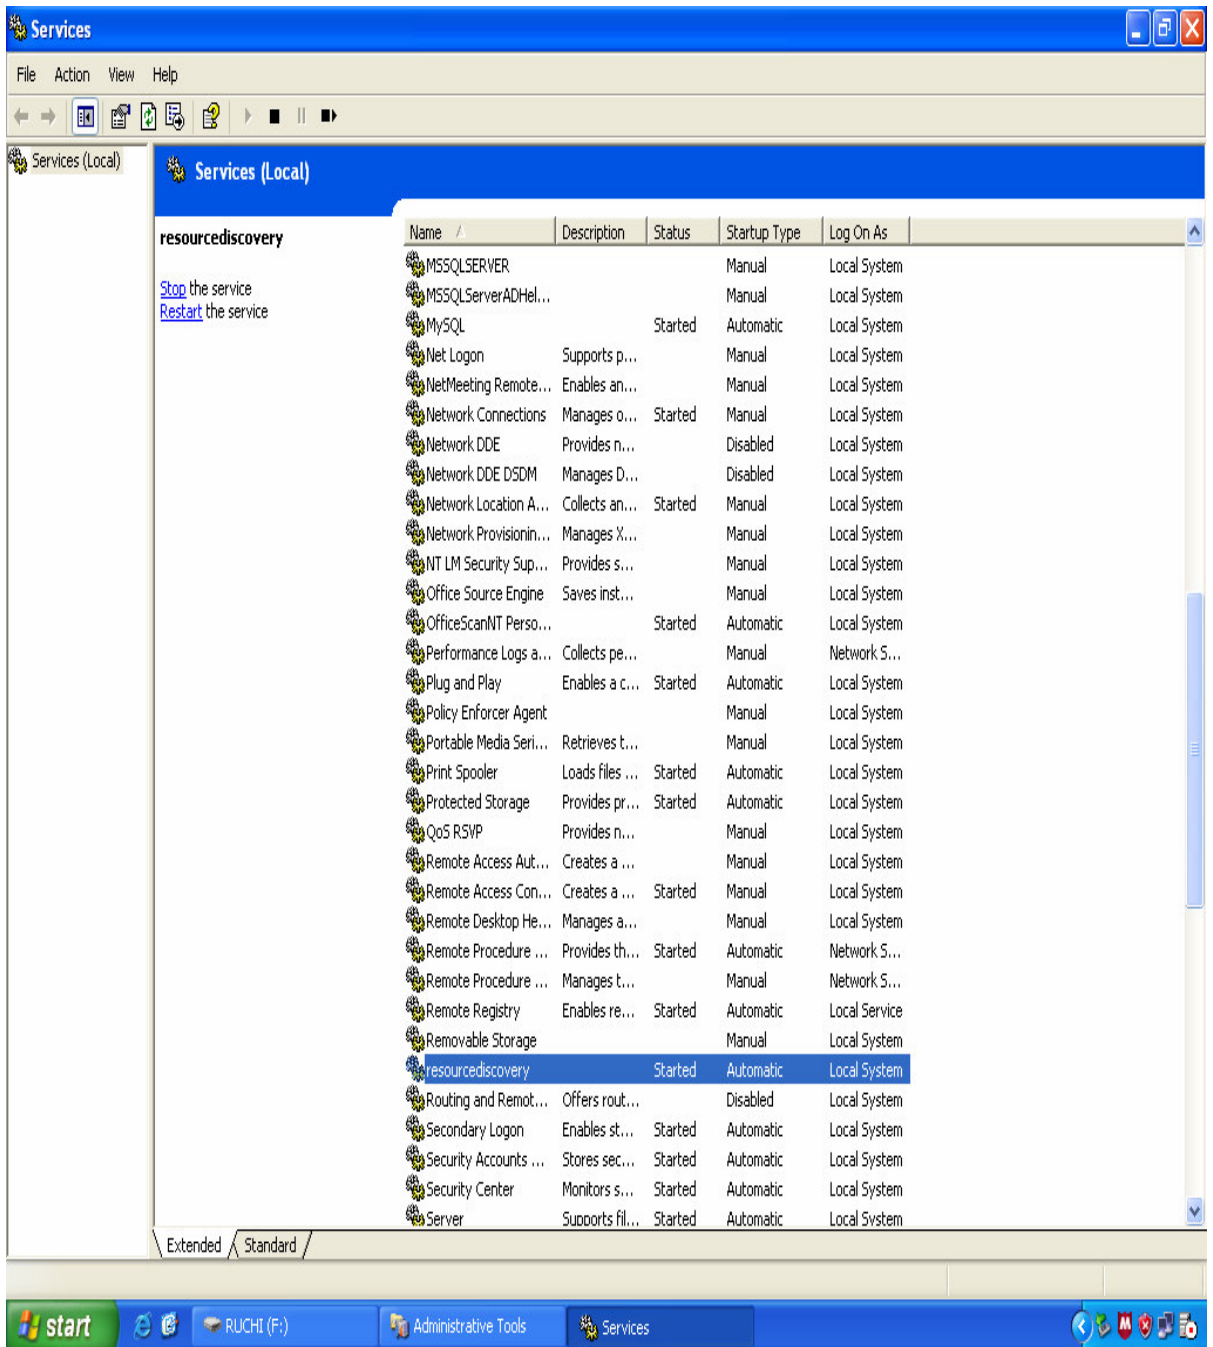 Services
File Action View Help
Services (Local)
Services (Local)
resourcediscovery
Stop the service
Restart the service
Name Description Status Startup Type Log On As
MSSQLSERVER Manual Local System
MSSQLServerADHel... Manual Local System
MySQL Started Automatic Local System
Net Logon Supports p... Manual Local System
NetMeeting Remote... Enables an... Manual Local System
Network Connections Manages o... Started Manual Local System
Network DDE Provides n... Disabled Local System
Network DDE DSDM Manages D... Disabled Local System
Network Location A... Collects an... Started Manual Local System
Network Provisionin... Manages X... Manual Local System
NT LM Security Sup... Provides s... Manual Local System
Office Source Engine Saves inst... Manual Local System
OfficeScanNT Perso... Started Automatic Local System
Performance Logs a... Collects pe... Manual Network S...
Plug and Play Enables a c... Started Automatic Local System
Policy Enforcer Agent Manual Local System
Portable Media Seri... Retrieves t... Manual Local System
Print Spooler Loads files ... Started Automatic Local System
Protected Storage Provides pr... Started Automatic Local System
QoS RSVP Provides n... Manual Local System
Remote Access Aut... Creates a ... Manual Local System
Remote Access Con... Creates a ... Started Manual Local System
Remote Desktop He... Manages a... Manual Local System
Remote Procedure ... Provides th... Started Automatic Network S...
Remote Procedure ... Manages t... Manual Network S...
Remote Registry Enables re... Started Automatic Local Service
Removable Storage Manual Local System
resourcediscovery Started Automatic Local System
Routing and Remot... Offers rout... Disabled Local System
Secondary Logon Enables st... Started Automatic Local System
Security Accounts ... Stores sec... Started Automatic Local System
Security Center Monitors s... Started Automatic Local System
Server Supports fil... Started Automatic Local System
Extended Standard
start RUCHI (F:) Administrative Tools Services